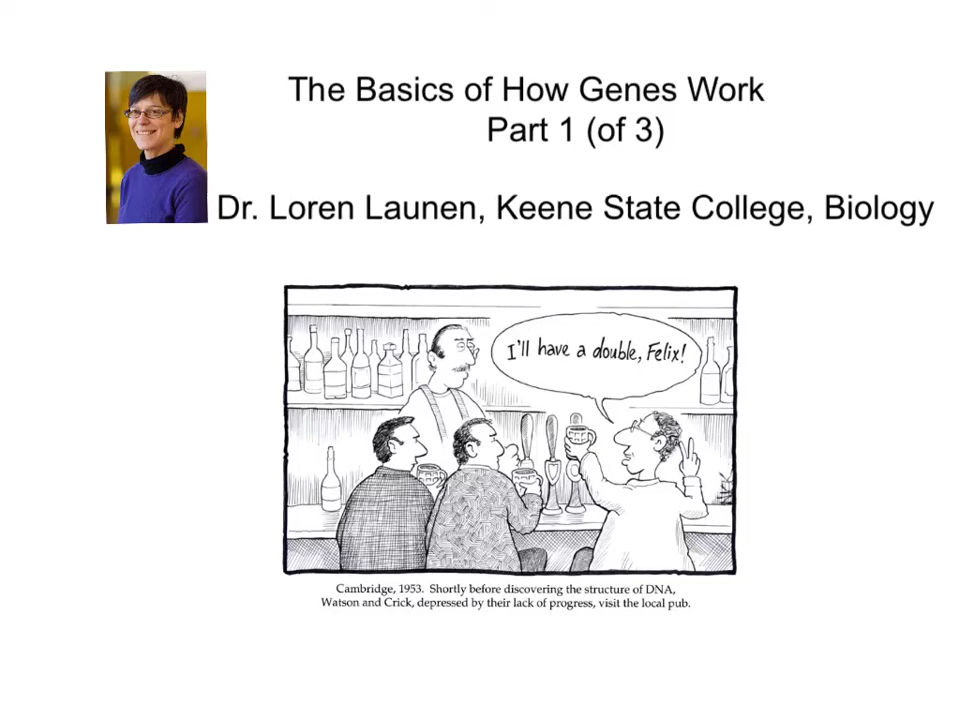 The Basics of How Genes Work
Part 1 (of 3)
Dr. Loren Launen, Keene State College, Biology
I'll have a double, Felix!
Cambridge, 1953. Shortly before discovering the structure of DNA,
Watson and Crick, depressed by their lack of progress, visit the local pub.